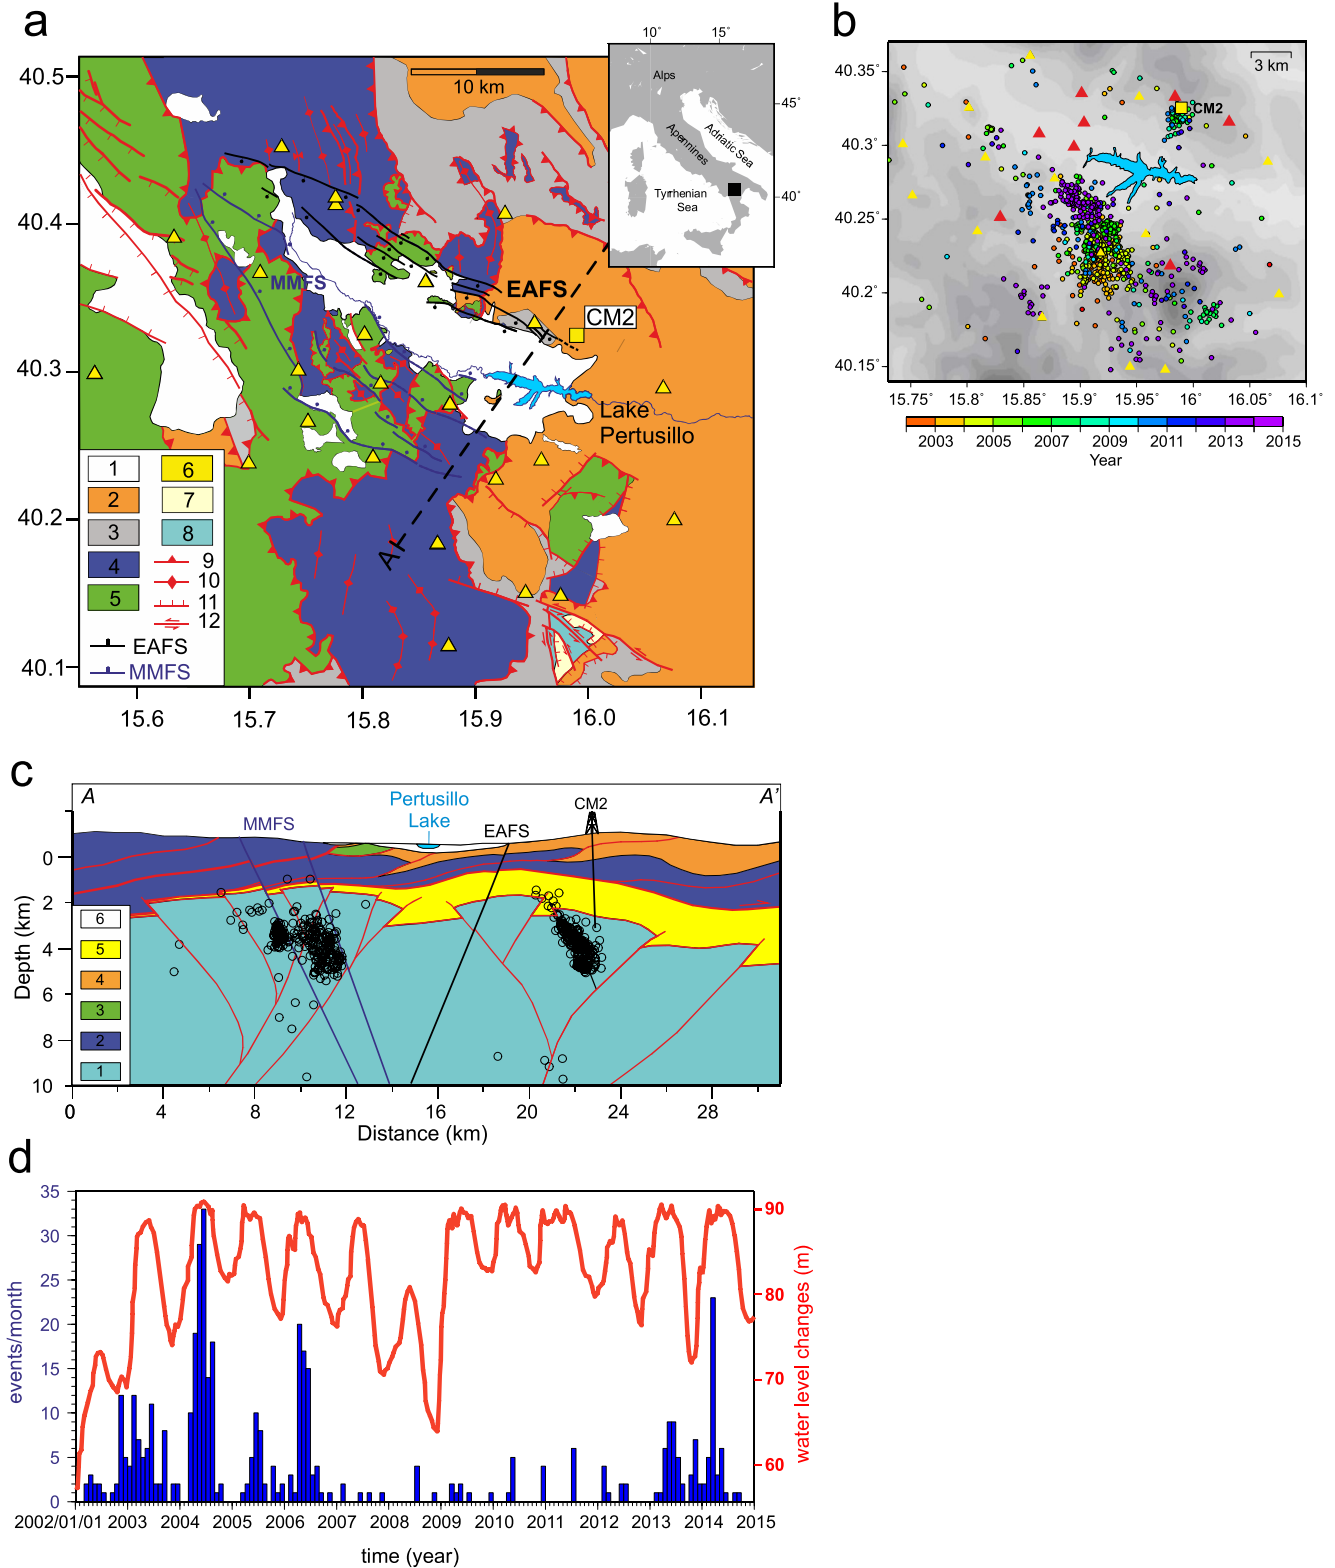 a
40.5
40.4
40.3
40.2
40.1
15.6
15.7
15.8
15.9
16.0
16.1
10 km
10˚
15˚
45˚
40˚
Alps
Apennines
Adriatic Sea
Tyrrhenian
Sea
MMFS
EAFS
CM2
Lake
Pertusillo
A
1
2
3
4
5
6
7
8
9
10
11
12
EAFS
MMFS
b
40.35˚
40.3˚
40.25˚
40.2˚
40.15˚
3 km
CM2
15.75
15.8
15.85
15.9
15.95
16
16.05
16.1˚
2003
2005
2007
2009
2011
2013
2015
Year
c
A
A'
MMFS
Pertusillo
Lake
EAFS
CM2
0
2
4
6
8
10
Depth (km)
6
5
4
3
2
1
0
4
8
12
16
20
24
28
Distance (km)
d
35
30
25
20
15
10
5
0
events/month
90
80
70
60
water level changes (m)
2002/01/01
2003
2004
2005
2006
2007
2008
2009
2010
2011
2012
2013
2014
2015
time (year)